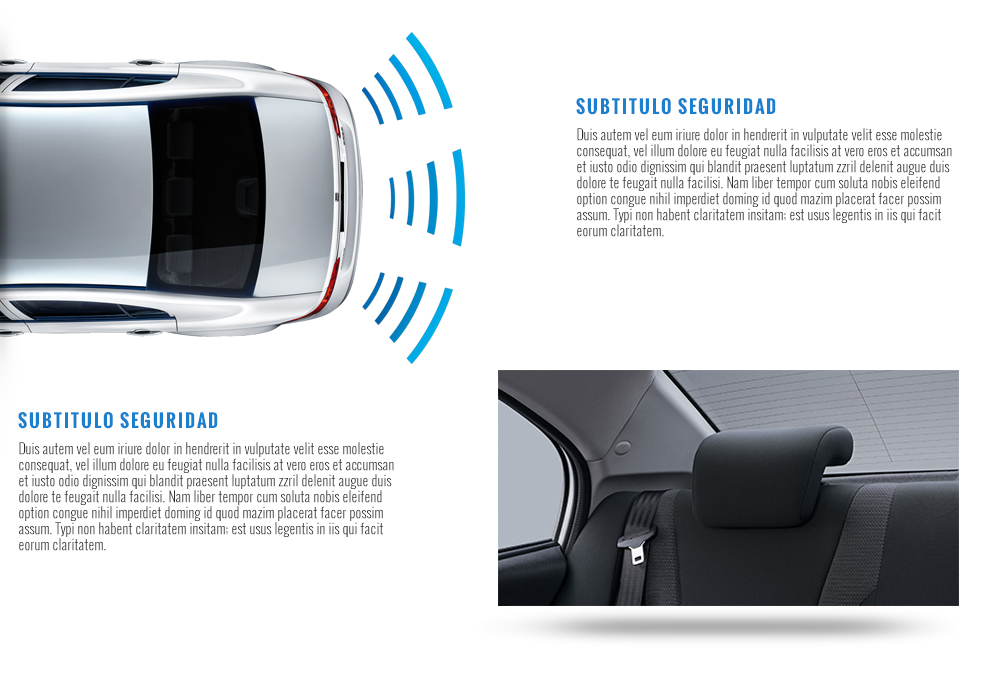 SUBTITULO SEGURIDAD
Duis autem vel eum iriure dolor in hendrerit in vulputate velit esse molestie
consequat, vel illum dolore eu feugiat nulla facilisis at vero eros et accumsan
et iusto odio dignissim qui blandit praesent luptatum zzril delenit augue duis
dolore te feugait nulla facilisi. Nam liber tempor cum soluta nobis eleifend
option congue nihil imperdiet doming id quod mazim placerat facer possim
assum. Typi non habent claritatem insitam; est usus legentis in iis qui facit
eorum claritatem.
SUBTITULO SEGURIDAD
Duis autem vel eum iriure dolor in hendrerit in vulputate velit esse molestie
consequat, vel illum dolore eu feugiat nulla facilisis at vero eros et accumsan
et iusto odio dignissim qui blandit praesent luptatum zzril delenit augue duis
dolore te feugait nulla facilisi. Nam liber tempor cum soluta nobis eleifend
option congue nihil imperdiet doming id quod mazim placerat facer possim
assum. Typi non habent claritatem insitam; est usus legentis in iis qui facit
eorum claritatem.